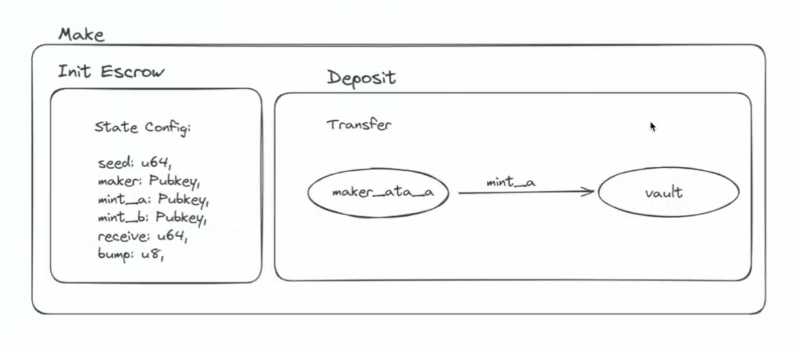 Make
Init Escrow
State Config:
seed: u64,
maker: Pubkey,
mint_a: Pubkey,
mint_b: Pubkey,
receive: u64,
bump: u8,
Deposit
Transfer
maker_ata_a
mint_a
vault